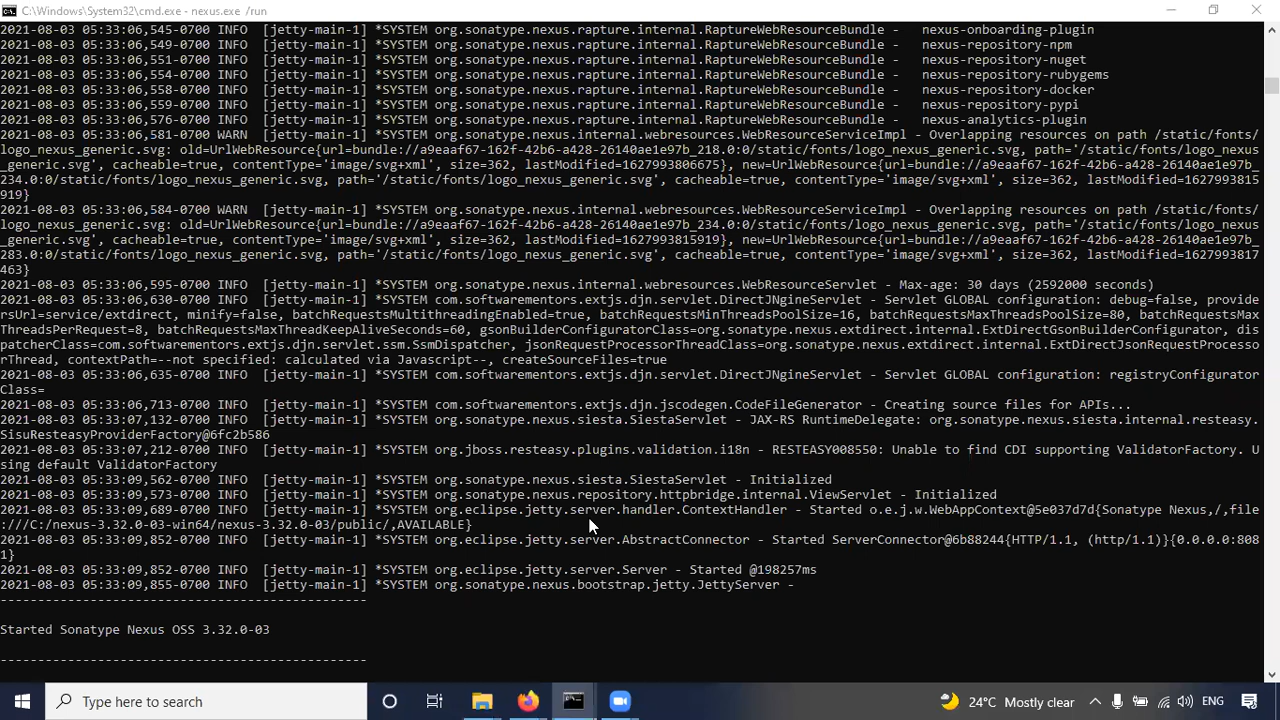 C:\Windows\System32\cmd.exe - nexus.exe  /run
2021-08-03 05:33:06,545-0700 INFO  [jetty-main-1] *SYSTEM org.sonatype.nexus.rapture.internal.RaptureWebResourceBundle -   nexus-onboarding-plugin
2021-08-03 05:33:06,549-0700 INFO  [jetty-main-1] *SYSTEM org.sonatype.nexus.rapture.internal.RaptureWebResourceBundle -   nexus-repository-npm
2021-08-03 05:33:06,551-0700 INFO  [jetty-main-1] *SYSTEM org.sonatype.nexus.rapture.internal.RaptureWebResourceBundle -   nexus-repository-nuget
2021-08-03 05:33:06,555-0700 INFO  [jetty-main-1] *SYSTEM org.sonatype.nexus.rapture.internal.RaptureWebResourceBundle -   nexus-repository-rubygems
2021-08-03 05:33:06,558-0700 INFO  [jetty-main-1] *SYSTEM org.sonatype.nexus.rapture.internal.RaptureWebResourceBundle -   nexus-repository-docker
2021-08-03 05:33:06,559-0700 INFO  [jetty-main-1] *SYSTEM org.sonatype.nexus.rapture.internal.RaptureWebResourceBundle -   nexus-repository-pypi
2021-08-03 05:33:06,576-0700 INFO  [jetty-main-1] *SYSTEM org.sonatype.nexus.rapture.internal.RaptureWebResourceBundle -   nexus-analytics-plugin
2021-08-03 05:33:06,581-0700 WARN  [jetty-main-1] *SYSTEM org.sonatype.nexus.internal.webresources.WebResourceServiceImpl - Overlapping resources on path /static/fonts/
logo_nexus_generic.svg: old=UrlWebResource{url=bundle://a9eaaf67-162f-42b6-a428-26140ae1e97b_218.0:0/static/fonts/logo_nexus_generic.svg, path='/static/fonts/logo_nexus
_generic.svg', cacheable=true, contentType='image/svg+xml', size=362, lastModified=1627993806675}, new=UrlWebResource{url=bundle://a9eaaf67-162f-42b6-a428-26140ae1e97b_
234.0:0/static/fonts/logo_nexus_generic.svg, path='/static/fonts/logo_nexus_generic.svg', cacheable=true, contentType='image/svg+xml', size=362, lastModified=1627993815
919}
2021-08-03 05:33:06,584-0700 WARN  [jetty-main-1] *SYSTEM org.sonatype.nexus.internal.webresources.WebResourceServiceImpl - Overlapping resources on path /static/fonts/
logo_nexus_generic.svg: old=UrlWebResource{url=bundle://a9eaaf67-162f-42b6-a428-26140ae1e97b_234.0:0/static/fonts/logo_nexus_generic.svg, path='/static/fonts/logo_nexus
_generic.svg', cacheable=true, contentType='image/svg+xml', size=362, lastModified=1627993815919}, new=UrlWebResource{url=bundle://a9eaaf67-162f-42b6-a428-26140ae1e97b_
283.0:0/static/fonts/logo_nexus_generic.svg, path='/static/fonts/logo_nexus_generic.svg', cacheable=true, contentType='image/svg+xml', size=362, lastModified=1627993817
463}
2021-08-03 05:33:06,595-0700 INFO  [jetty-main-1] *SYSTEM org.sonatype.nexus.internal.webresources.WebResourceServlet - Max-age: 30 days (2592000 seconds)
2021-08-03 05:33:06,630-0700 INFO  [jetty-main-1] *SYSTEM com.softwarementors.extjs.djn.servlet.DirectJNgineServlet - Servlet GLOBAL configuration: debug=false, provide
rsUrl=service/extdirect, minify=false, batchRequestsMultithreadingEnabled=true, batchRequestsMinThreadsPoolSize=16, batchRequestsMaxThreadsPoolSize=80, batchRequestsMax
ThreadsPerRequest=8, batchRequestsMaxThreadKeepAliveSeconds=60, gsonBuilderConfiguratorClass=org.sonatype.nexus.extdirect.internal.ExtDirectGsonBuilderConfigurator, dis
patcherClass=com.softwarementors.extjs.djn.servlet.ssm.SsmDispatcher, jsonRequestProcessorThreadClass=org.sonatype.nexus.extdirect.internal.ExtDirectJsonRequestProcesso
rThread, contextPath=--not specified: calculated via Javascript--, createSourceFiles=true
2021-08-03 05:33:06,635-0700 INFO  [jetty-main-1] *SYSTEM com.softwarementors.extjs.djn.servlet.DirectJNgineServlet - Servlet GLOBAL configuration: registryConfigurator
Class=
2021-08-03 05:33:06,713-0700 INFO  [jetty-main-1] *SYSTEM com.softwarementors.extjs.djn.jscodegen.CodeFileGenerator - Creating source files for APIs...
2021-08-03 05:33:07,132-0700 INFO  [jetty-main-1] *SYSTEM org.sonatype.nexus.siesta.SiestaServlet - JAX-RS RuntimeDelegate: org.sonatype.nexus.siesta.internal.resteasy.
SisuResteasyProviderFactory@6fc2b586
2021-08-03 05:33:07,212-0700 INFO  [jetty-main-1] *SYSTEM org.jboss.resteasy.plugins.validation.i18n - RESTEASY008550: Unable to find CDI supporting ValidatorFactory. U
sing default ValidatorFactory
2021-08-03 05:33:09,562-0700 INFO  [jetty-main-1] *SYSTEM org.sonatype.nexus.siesta.SiestaServlet - Initialized
2021-08-03 05:33:09,573-0700 INFO  [jetty-main-1] *SYSTEM org.sonatype.nexus.repository.httpbridge.internal.ViewServlet - Initialized
2021-08-03 05:33:09,689-0700 INFO  [jetty-main-1] *SYSTEM org.eclipse.jetty.server.handler.ContextHandler - Started o.e.j.w.WebAppContext@5e037d7d{Sonatype Nexus,/,file
:///C:/nexus-3.32.0-03-win64/nexus-3.32.0-03/public/,AVAILABLE}
2021-08-03 05:33:09,852-0700 INFO  [jetty-main-1] *SYSTEM org.eclipse.jetty.server.AbstractConnector - Started ServerConnector@6b88244{HTTP/1.1, (http/1.1)}{0.0.0.0:808
1}
2021-08-03 05:33:09,852-0700 INFO  [jetty-main-1] *SYSTEM org.eclipse.jetty.server.Server - Started @198257ms
2021-08-03 05:33:09,855-0700 INFO  [jetty-main-1] *SYSTEM org.sonatype.nexus.bootstrap.jetty.JettyServer -
-------------------------------------------------
Started Sonatype Nexus OSS 3.32.0-03
-------------------------------------------------
Type here to search
24°C Mostly clear
ENG